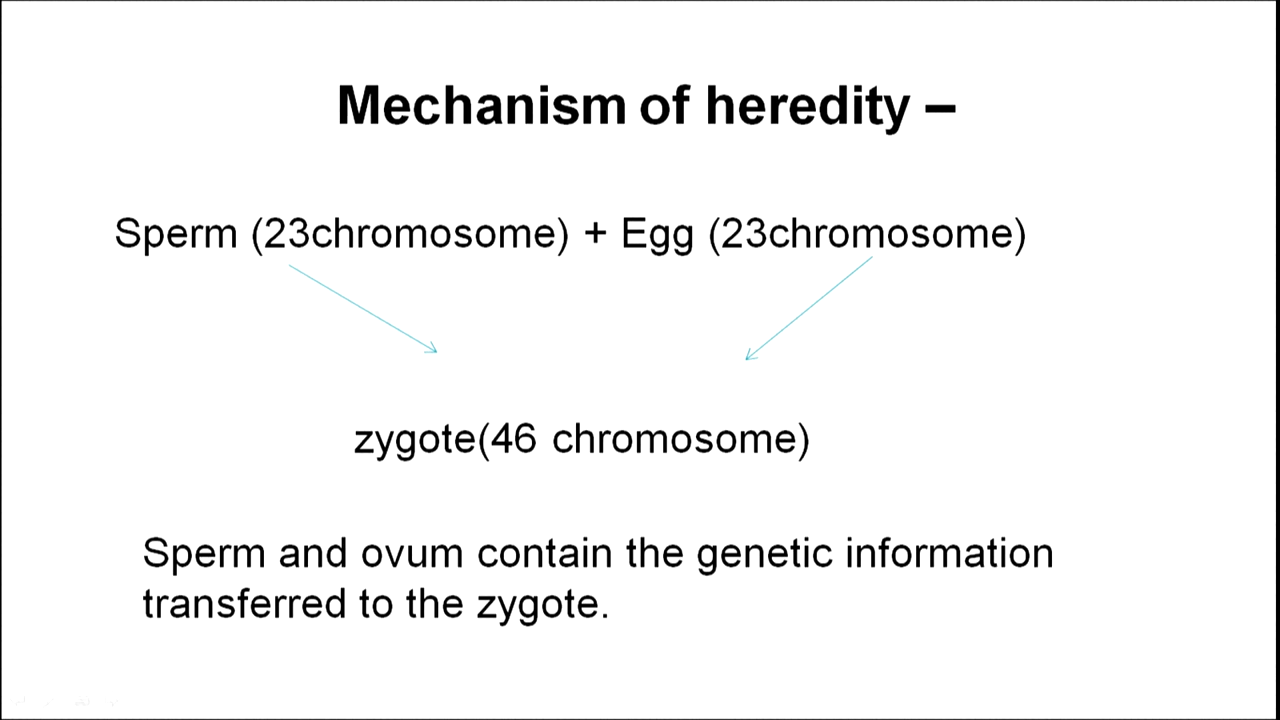 Mechanism of heredity –
Sperm (23chromosome) + Egg (23chromosome)
zygote(46 chromosome)
Sperm and ovum contain the genetic information
transferred to the zygote.